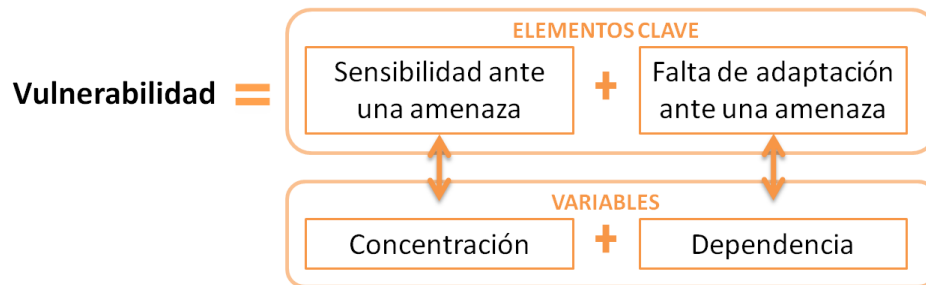 ELEMENTOS CLAVE
Vulnerabilidad =
Sensibilidad ante
una amenaza
+
Falta de adaptación
ante una amenaza
VARIABLES
Concentración
+
Dependencia